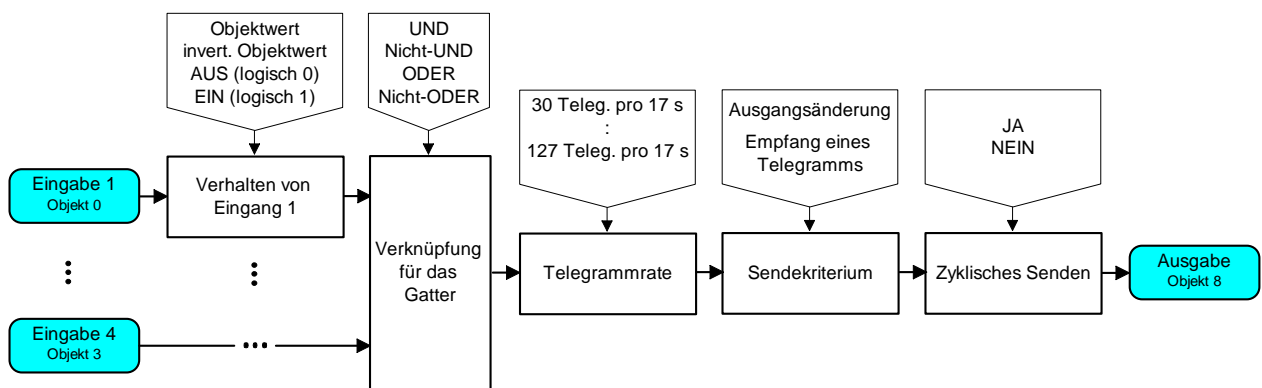 Objektwert
invert. Objektwert
AUS (logisch 0)
EIN (logisch 1)
UND
Nicht-UND
ODER
Nicht-ODER
30 Teleg. pro 17 s
:
127 Teleg. pro 17 s
Ausgangsänderung
Empfang eines
Telegramms
JA
NEIN
Eingabe 1
Objekt 0
Verhalten von
Eingang 1
Verknüpfung
für das
Gatter
Telegrammrate
Sendekriterium
Zyklisches Senden
Ausgabe
Objekt 8
Eingabe 4
Objekt 3